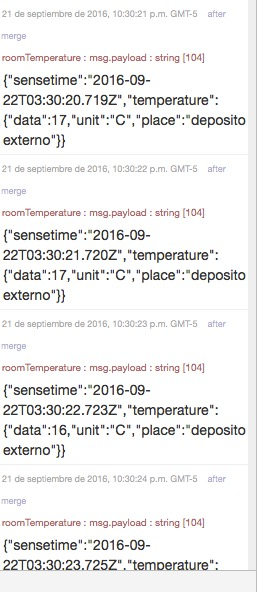 21 de septiembre de 2016, 10:30:21 p.m. GMT-5 after
merge
roomTemperature : msg.payload : string [104]
{"sensetime":"2016-09-
22T03:30:20.719Z","temperature":
{"data":17,"unit":"C","place":"deposito
externo"}}
21 de septiembre de 2016, 10:30:22 p.m. GMT-5 after
merge
roomTemperature : msg.payload : string [104]
{"sensetime":"2016-09-
22T03:30:21.720Z","temperature":
{"data":17,"unit":"C","place":"deposito
externo"}}
21 de septiembre de 2016, 10:30:23 p.m. GMT-5 after
merge
roomTemperature : msg.payload : string [104]
{"sensetime":"2016-09-
22T03:30:22.723Z","temperature":
{"data":16,"unit":"C","place":"deposito
externo"}}
21 de septiembre de 2016, 10:30:24 p.m. GMT-5 after
merge
roomTemperature : msg.payload : string [104]
{"sensetime":"2016-09-
22T03:30:23.725Z","temperature":